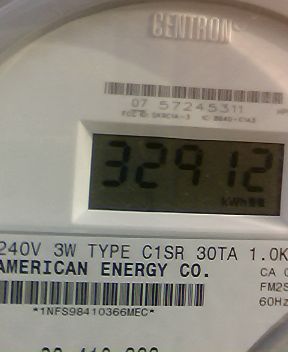 CENTRON
07 57245311
32912
kWh
240V 3W TYPE C1SR 30TA 1.0K
AMERICAN ENERGY CO.
CA
FM2S
60Hz
*1NFS98410366MEC*